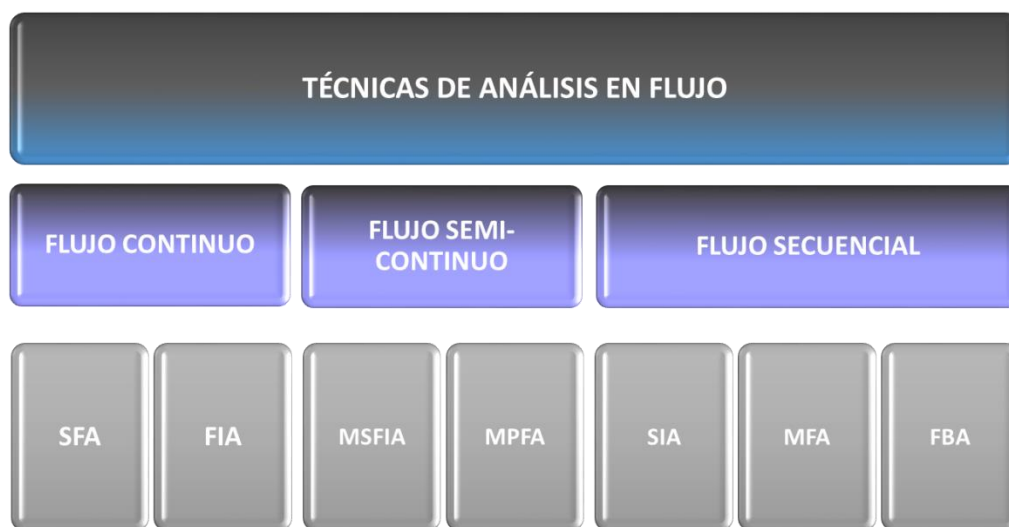 TÉCNICAS DE ANÁLISIS EN FLUJO
FLUJO CONTINUO
FLUJO SEMI-
CONTINUO
FLUJO SECUENCIAL
SFA
FIA
MSFIA
MPFA
SIA
MFA
FBA